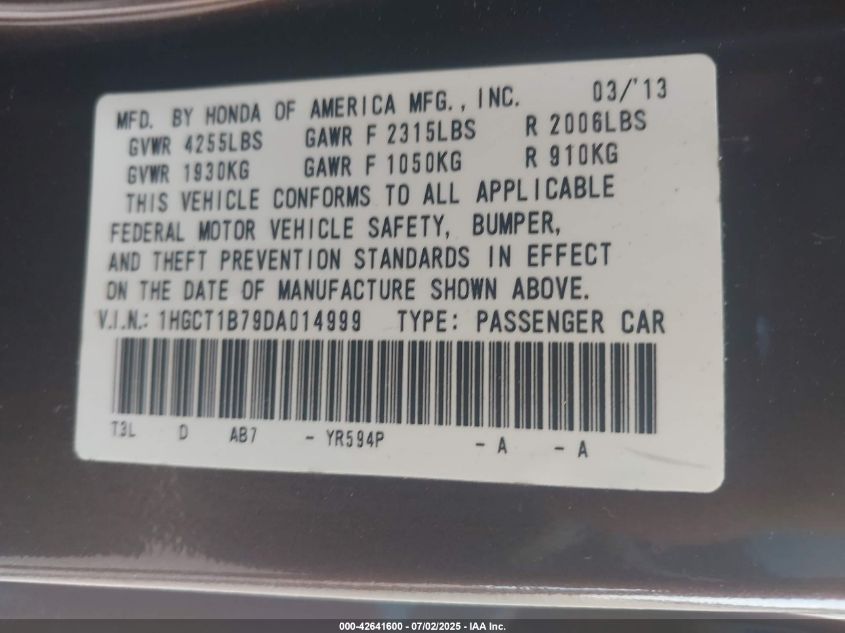 MFD. BY HONDA OF AMERICA MFG., INC. 03/'13
GVWR 4255LBS GAWR F 2315LBS R 2006LBS
GVWR 1930KG GAWR F 1050KG R 910KG
THIS VEHICLE CONFORMS TO ALL APPLICABLE
FEDERAL MOTOR VEHICLE SAFETY, BUMPER,
AND THEFT PREVENTION STANDARDS IN EFFECT
ON THE DATE OF MANUFACTURE SHOWN ABOVE.
V.I.N.: 1HGCT1B79DA014999 TYPE: PASSENGER CAR
T3L D AB7 - YR594P - A - A
000-42641600 - 07/02/2025 - IAA Inc.